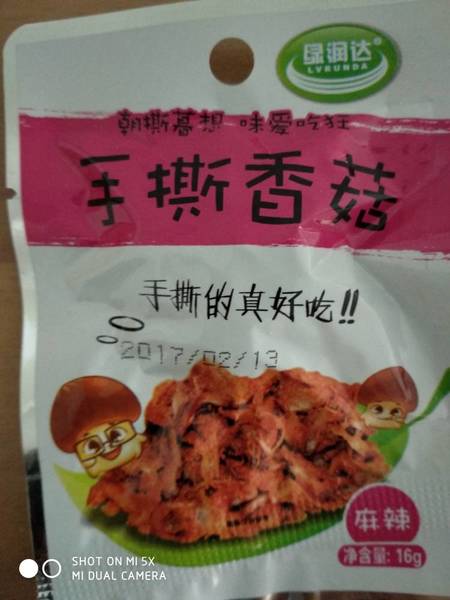 绿润达®
LVRUNDA
朝撕暮想 味爱吃狂
手撕香菇
手撕的真好吃!!
2017/02/13
麻辣
净含量: 16g
SHOT ON MI 5X
MI DUAL CAMERA